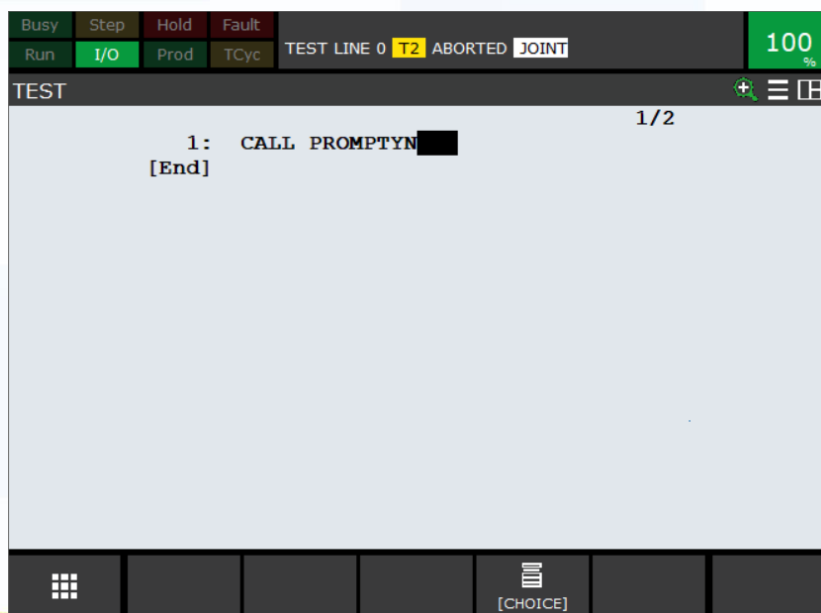 Busy Step Hold Fault
Run I/O Prod TCyc
TEST LINE 0 T2 ABORTED JOINT
100
%
TEST
1/2
1: CALL PROMPTYN
[End]
[CHOICE]